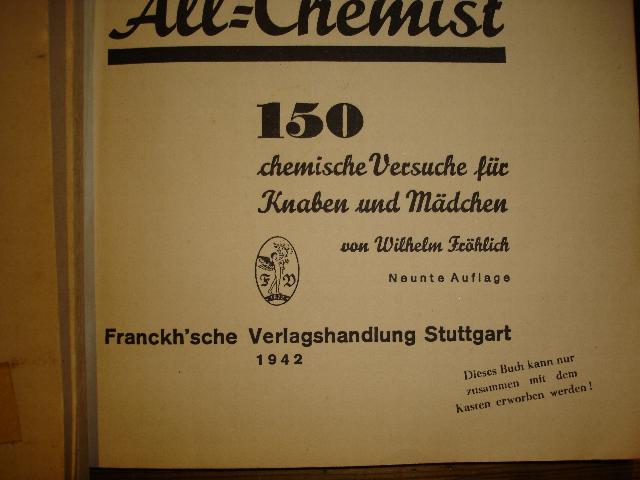 All=Chemist
150
chemische Versuche für
Knaben und Mädchen
von Wilhelm Fröhlich
Neunte Auflage
F V
1822
Franckh'sche Verlagshandlung Stuttgart
1942
Dieses Buch kann nur
zusammen mit dem
Kasten erworben werden!